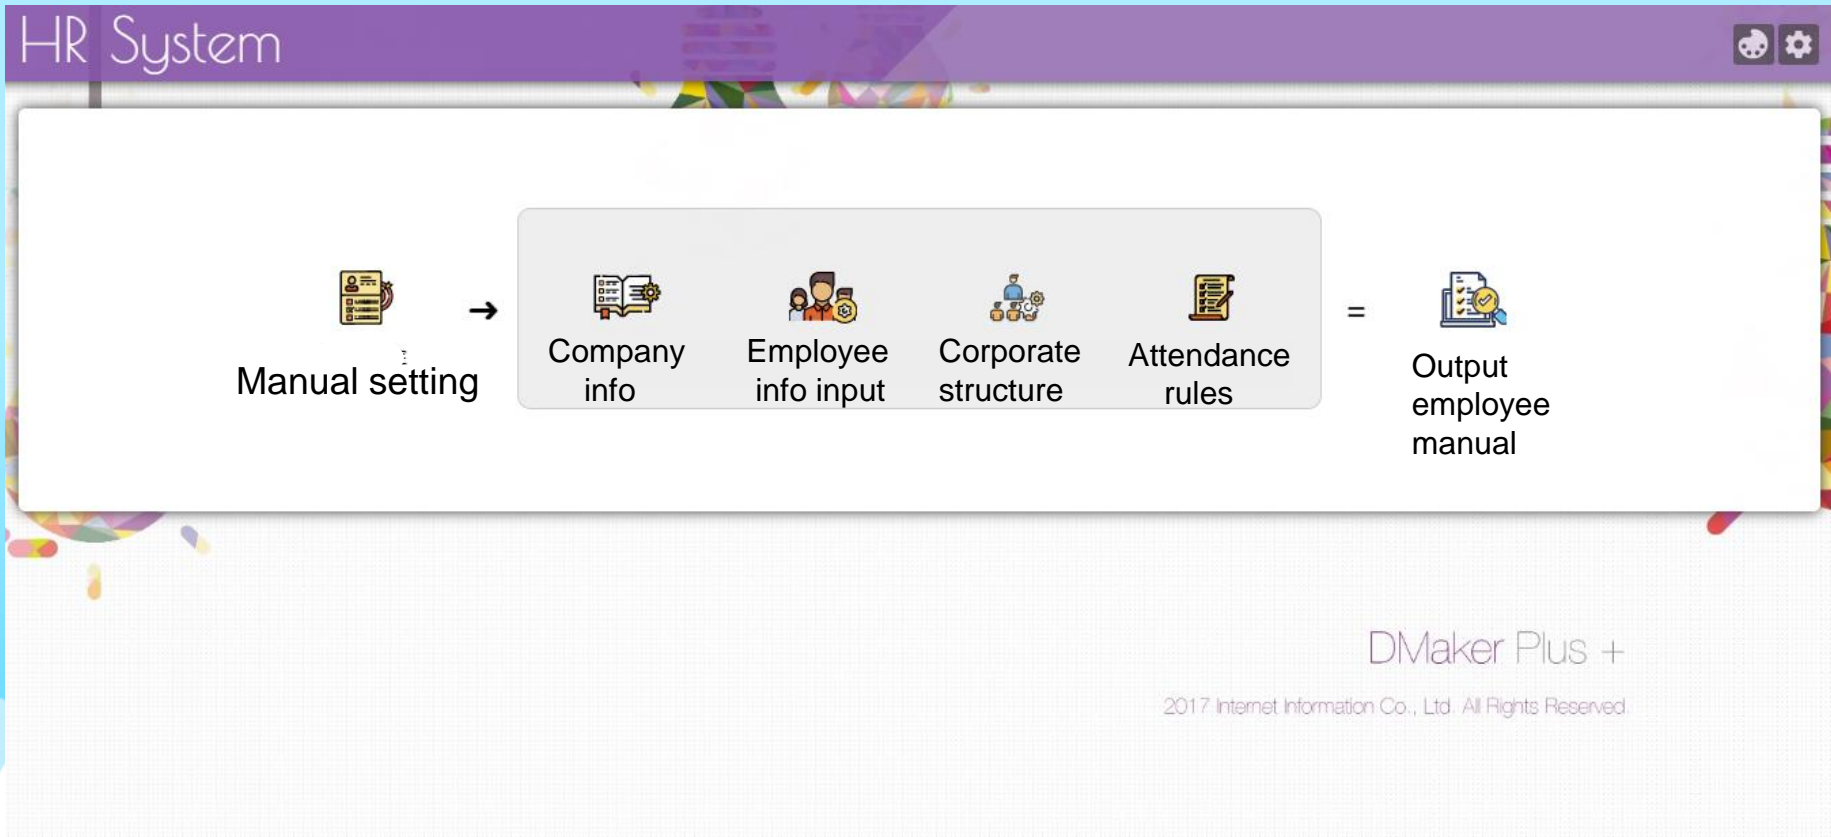 HR System
Manual setting
→
Company
info
Employee
info input
Corporate
structure
Attendance
rules
=
Output
employee
manual
DMaker Plus +
2017 Internet Information Co., Ltd. All Rights Reserved.